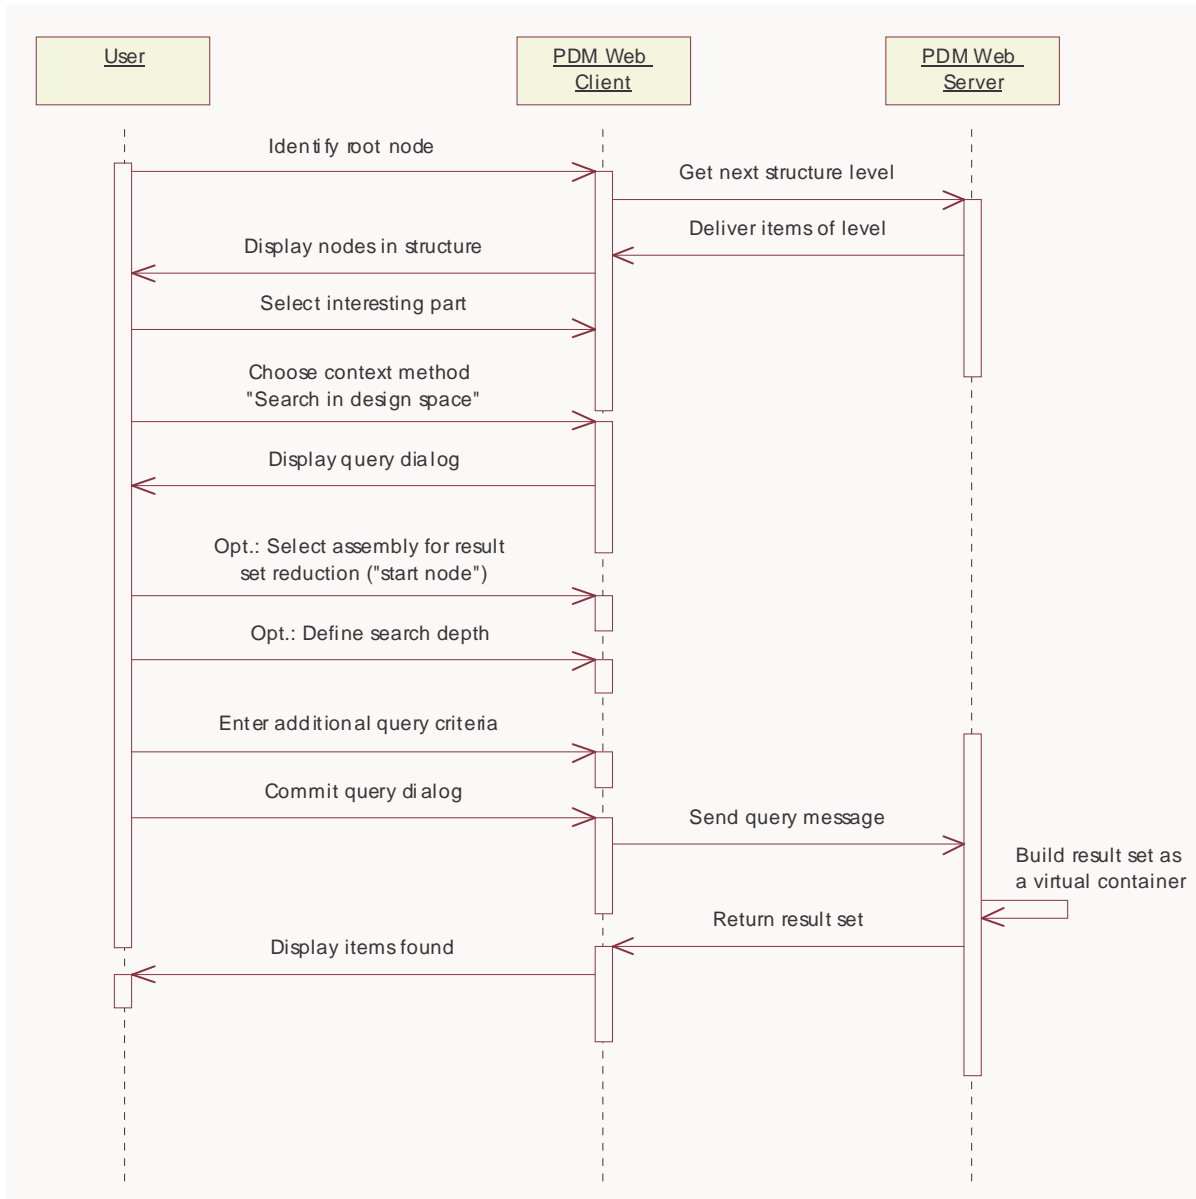 User
PDM Web
Client
PDM Web
Server
Identify root node
Get next structure level
Deliver items of level
Display nodes in structure
Select interesting part
Choose context method
"Search in design space"
Display query dialog
Opt.: Select assembly for result
set reduction ("start node")
Opt.: Define search depth
Enter additional query criteria
Commit query dialog
Send query message
Build result set as
a virtual container
Return result set
Display items found